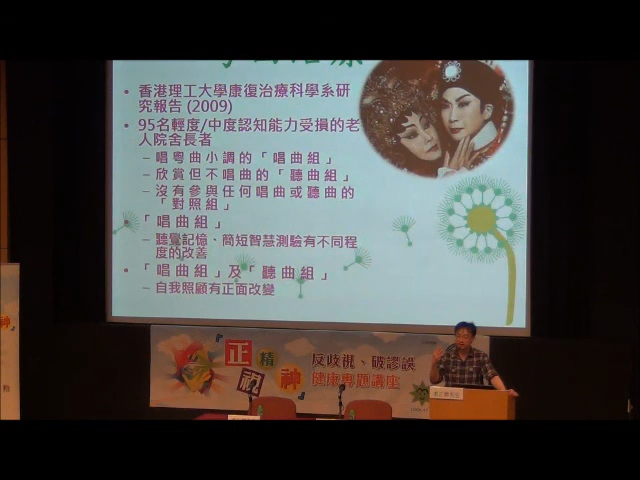 • 香港理工大學康復治療科學系研
究報告 (2009)
• 95名輕度/中度認知能力受損的老
人院舍長者
– 唱粵曲小調的「唱曲組」
– 欣賞但不唱曲的「聽曲組」
– 沒有參與任何唱曲或聽曲的
「對照組」
• 「唱曲組」
– 聽覺記憶、簡短智慧測驗有不同程
度的改善
• 「唱曲組」及「聽曲組」
– 自我照顧有正面改變
「正視精神」
反歧視、破謬誤
健康專題講座
神